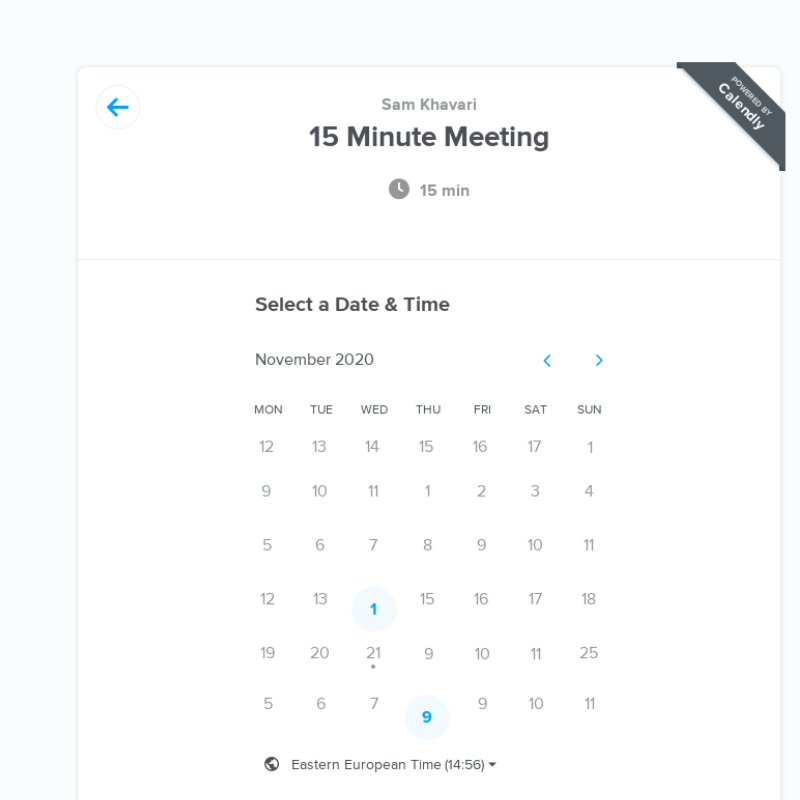 POWERED BY
Calendly
Sam Khavari
15 Minute Meeting
15 min
Select a Date & Time
November 2020
MON TUE WED THU FRI SAT SUN
12 13 14 15 16 17 1
9 10 11 1 2 3 4
5 6 7 8 9 10 11
12 13 1 15 16 17 18
19 20 21 9 10 11 25
5 6 7 9 9 10 11
Eastern European Time (14:56)